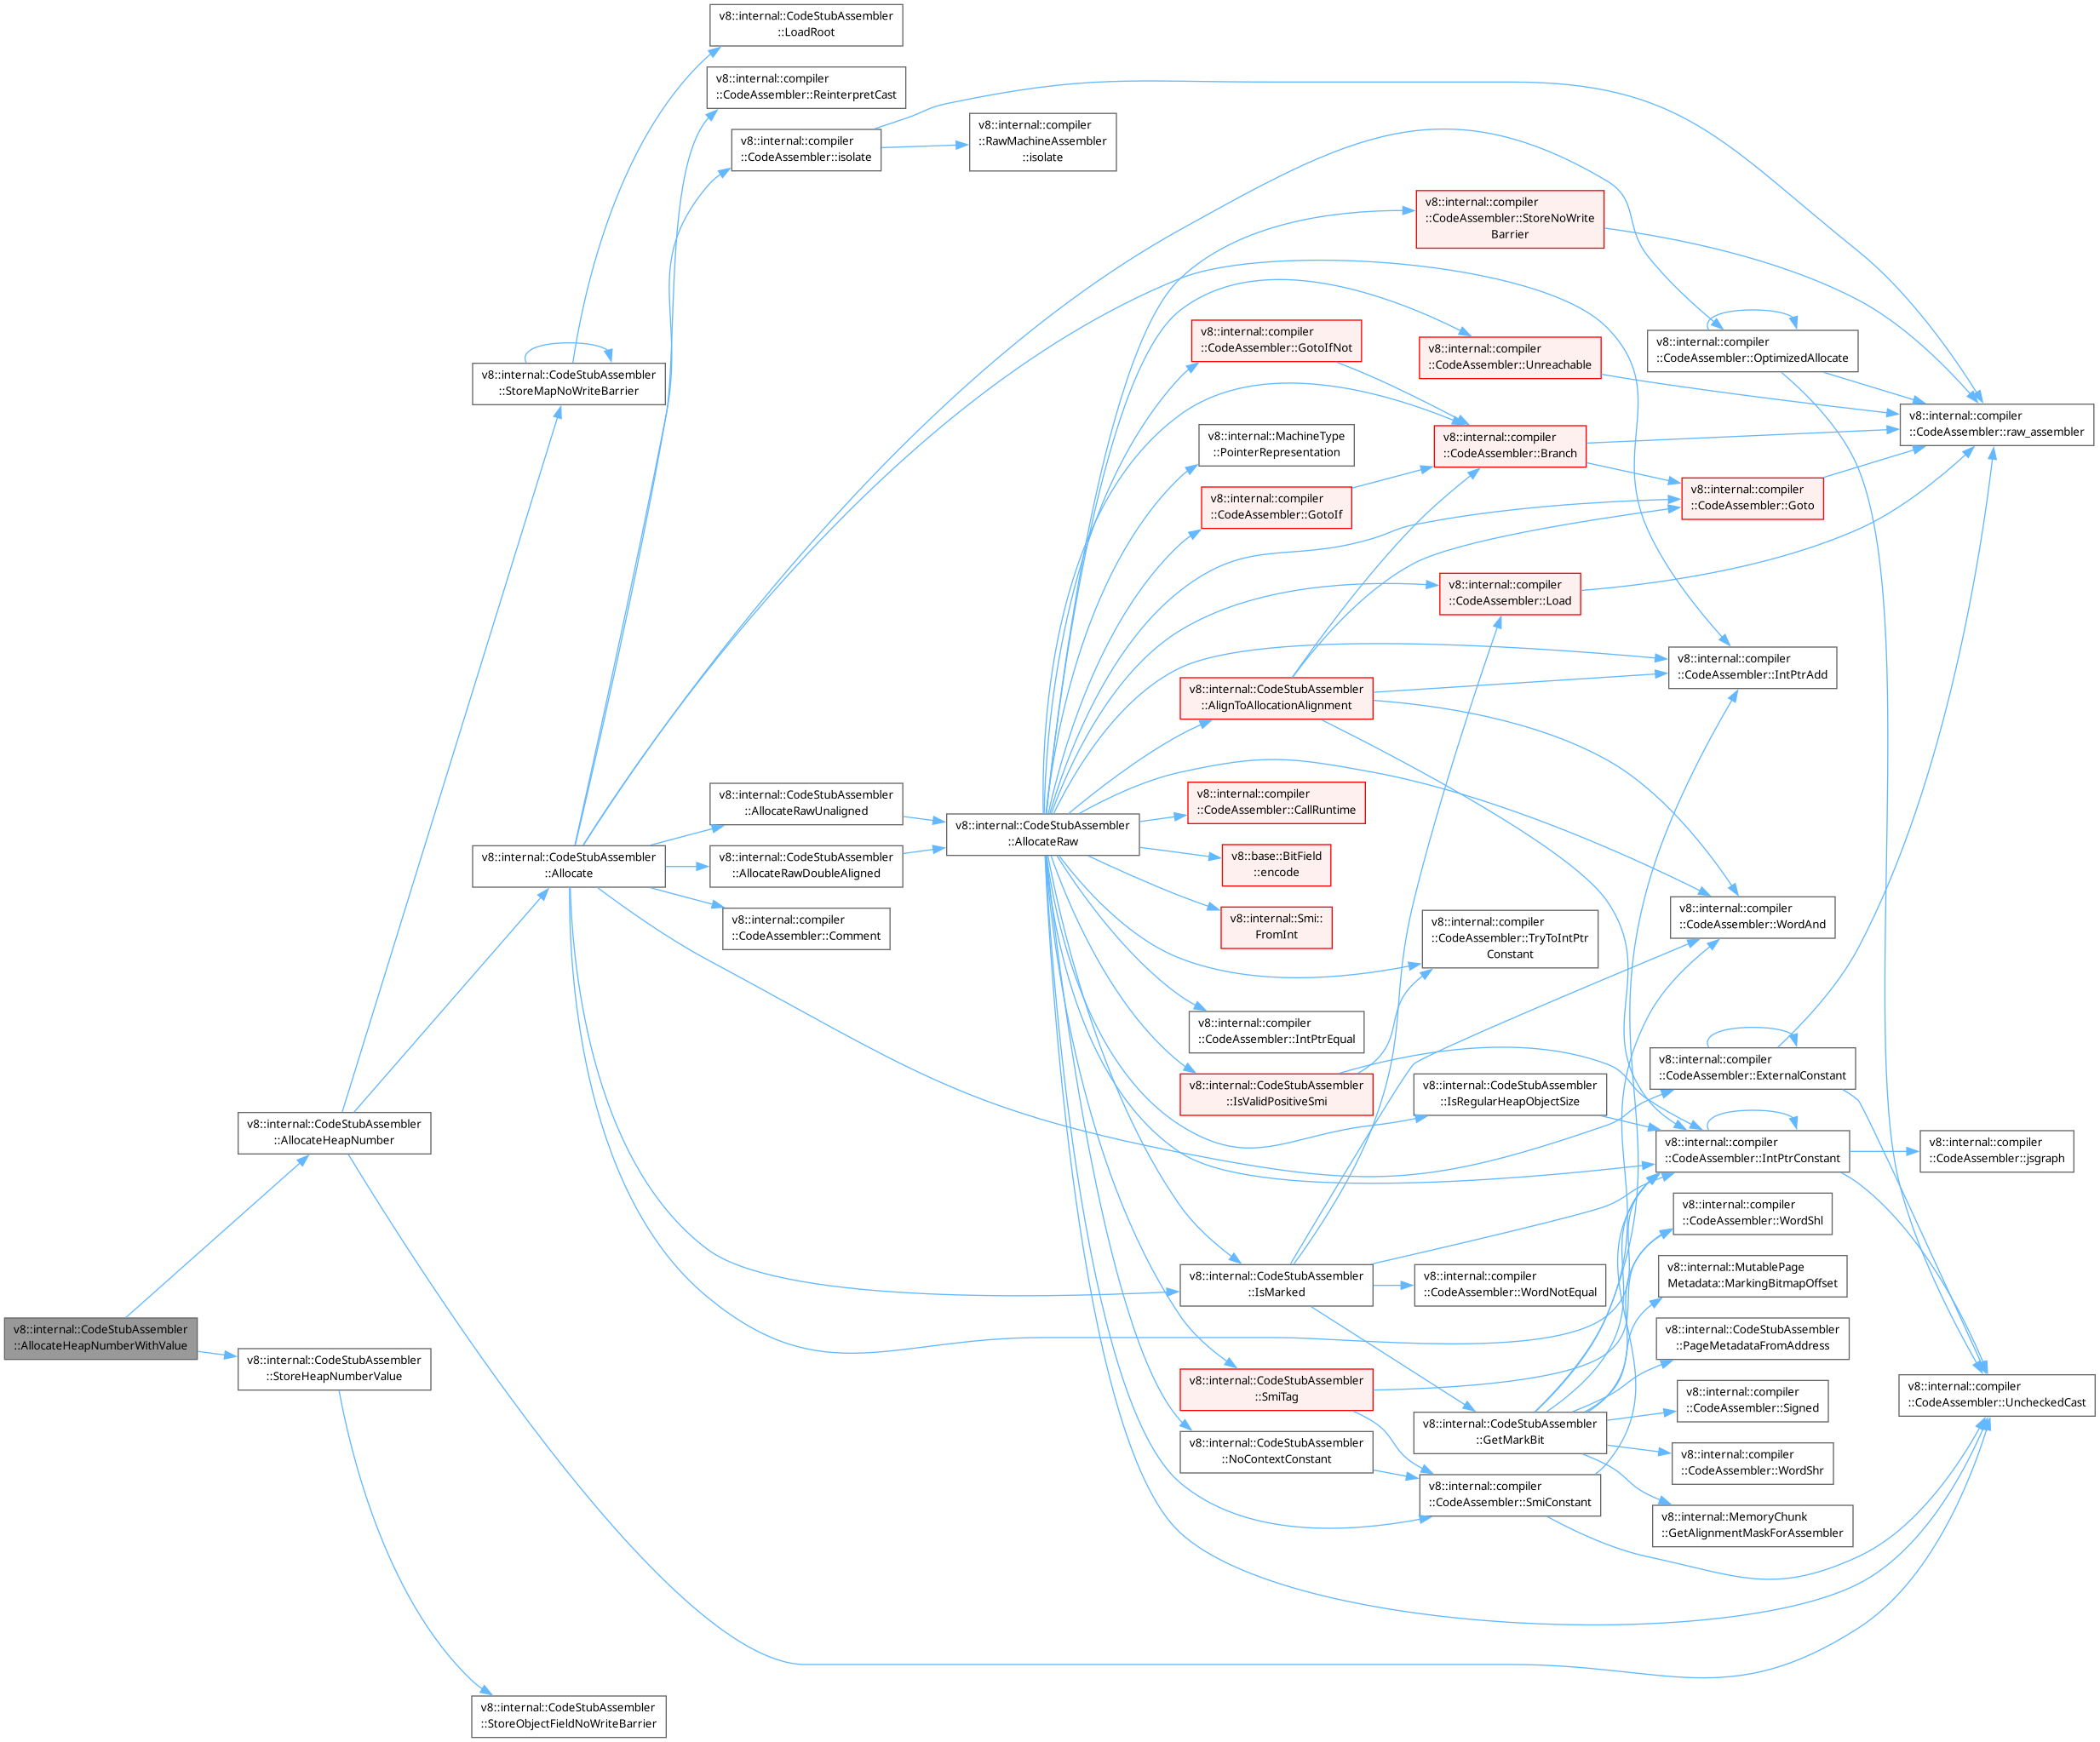 v8::internal::CodeStubAssembler
::AllocateHeapNumberWithValue
v8::internal::CodeStubAssembler
::AllocateHeapNumber
v8::internal::CodeStubAssembler
::StoreHeapNumberValue
v8::internal::CodeStubAssembler
::StoreMapNoWriteBarrier
v8::internal::CodeStubAssembler
::Allocate
v8::internal::CodeStubAssembler
::StoreObjectFieldNoWriteBarrier
v8::internal::CodeStubAssembler
::LoadRoot
v8::internal::compiler
::CodeAssembler::ReinterpretCast
v8::internal::compiler
::CodeAssembler::isolate
v8::internal::CodeStubAssembler
::AllocateRawUnaligned
v8::internal::CodeStubAssembler
::AllocateRawDoubleAligned
v8::internal::compiler
::CodeAssembler::Comment
v8::internal::compiler
::RawMachineAssembler
::isolate
v8::internal::CodeStubAssembler
::AllocateRaw
v8::internal::compiler
::CodeAssembler::GotoIfNot
v8::internal::MachineType
::PointerRepresentation
v8::internal::compiler
::CodeAssembler::GotoIf
v8::internal::CodeStubAssembler
::AlignToAllocationAlignment
v8::internal::compiler
::CodeAssembler::CallRuntime
v8::base::BitField
::encode
v8::internal::Smi::
FromInt
v8::internal::compiler
::CodeAssembler::IntPtrEqual
v8::internal::CodeStubAssembler
::IsValidPositiveSmi
v8::internal::CodeStubAssembler
::IsMarked
v8::internal::CodeStubAssembler
::SmiTag
v8::internal::CodeStubAssembler
::NoContextConstant
v8::internal::compiler
::CodeAssembler::StoreNoWrite
Barrier
v8::internal::compiler
::CodeAssembler::Unreachable
v8::internal::compiler
::CodeAssembler::Branch
v8::internal::compiler
::CodeAssembler::Load
v8::internal::compiler
::CodeAssembler::TryToIntPtr
Constant
v8::internal::CodeStubAssembler
::IsRegularHeapObjectSize
v8::internal::compiler
::CodeAssembler::WordNotEqual
v8::internal::CodeStubAssembler
::GetMarkBit
v8::internal::compiler
::CodeAssembler::SmiConstant
v8::internal::compiler
::CodeAssembler::OptimizedAllocate
v8::internal::compiler
::CodeAssembler::Goto
v8::internal::compiler
::CodeAssembler::IntPtrAdd
v8::internal::compiler
::CodeAssembler::WordAnd
v8::internal::compiler
::CodeAssembler::ExternalConstant
v8::internal::compiler
::CodeAssembler::IntPtrConstant
v8::internal::compiler
::CodeAssembler::WordShl
v8::internal::MutablePage
Metadata::MarkingBitmapOffset
v8::internal::CodeStubAssembler
::PageMetadataFromAddress
v8::internal::compiler
::CodeAssembler::Signed
v8::internal::compiler
::CodeAssembler::WordShr
v8::internal::MemoryChunk
::GetAlignmentMaskForAssembler
v8::internal::compiler
::CodeAssembler::raw_assembler
v8::internal::compiler
::CodeAssembler::jsgraph
v8::internal::compiler
::CodeAssembler::UncheckedCast